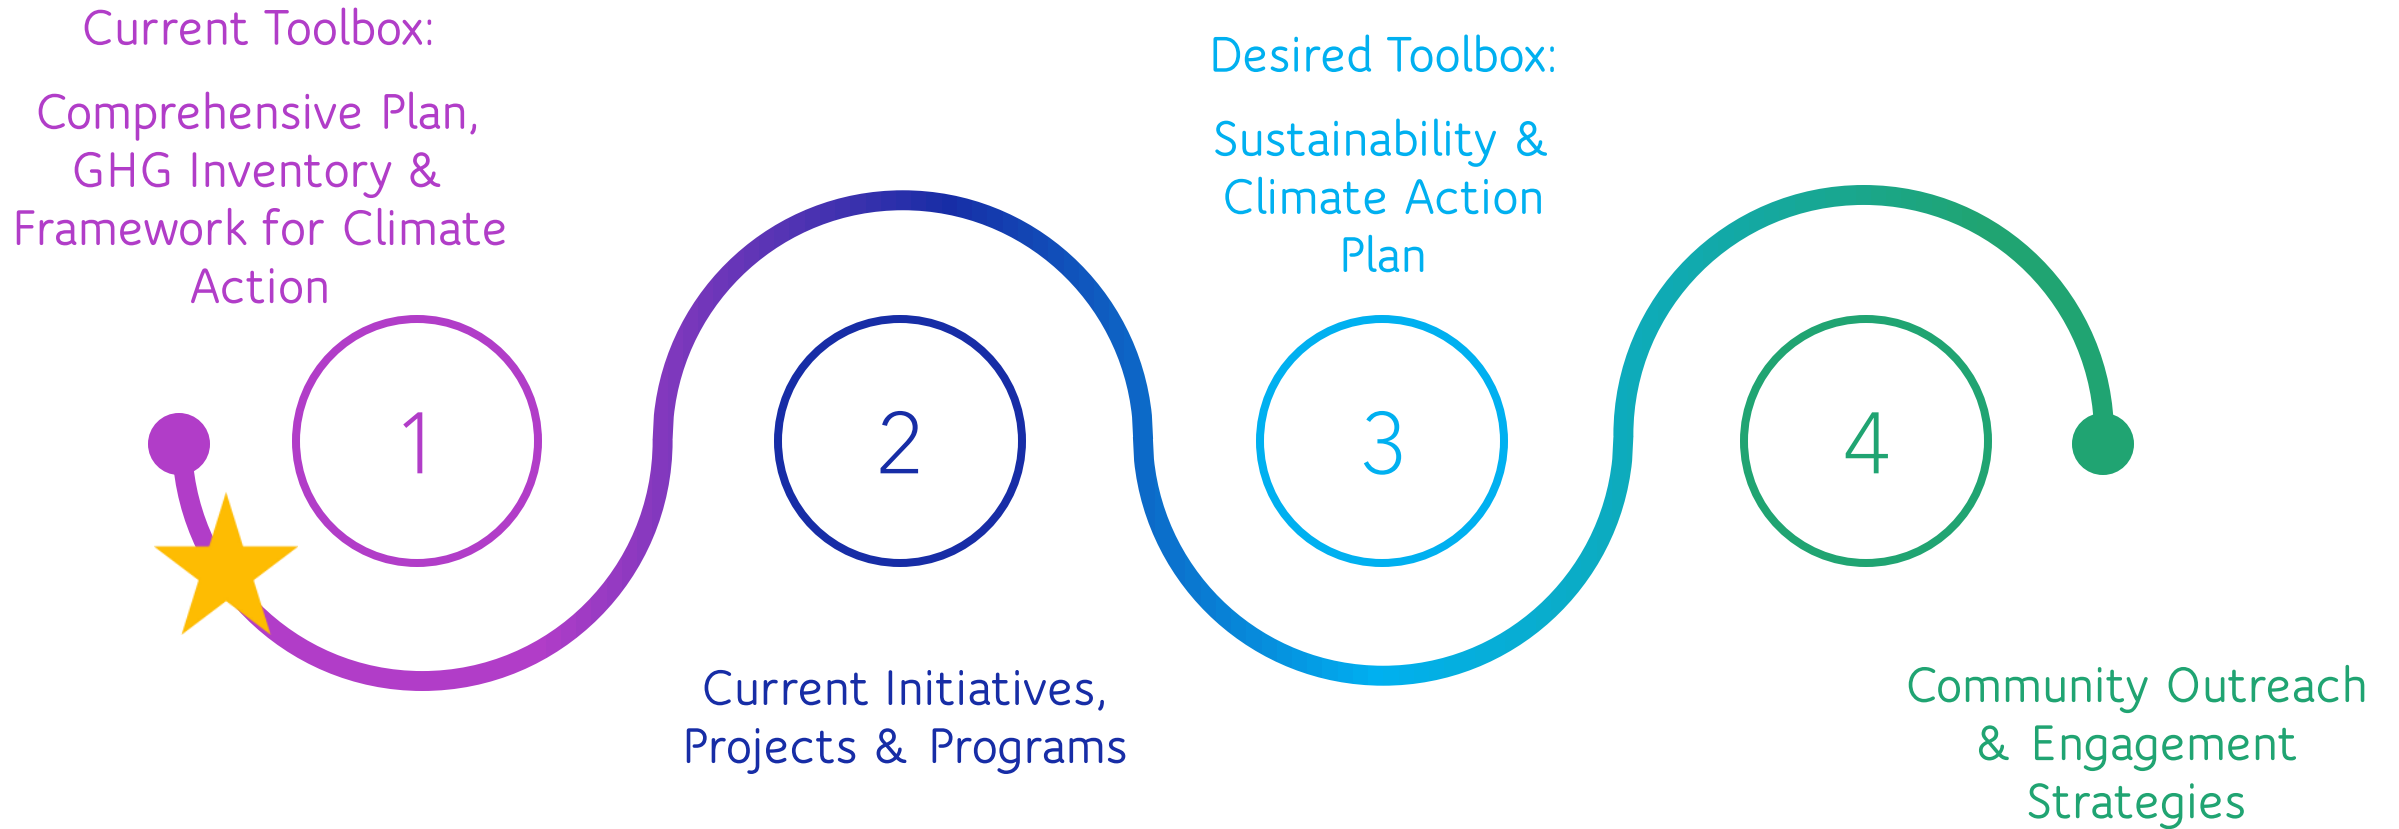 Current Toolbox:
Comprehensive Plan,
GHG Inventory &
Framework for Climate
Action
1
2
Current Initiatives,
Projects & Programs
Desired Toolbox:
Sustainability &
Climate Action
Plan
3
4
Community Outreach
& Engagement
Strategies